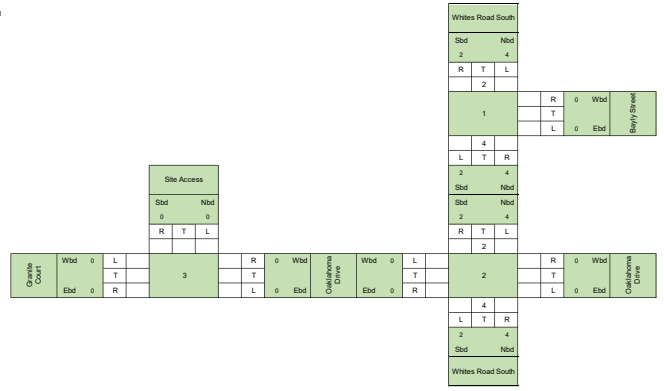 Whites Road South
Sbd Nbd
2 4
R T L
2
1
R 0 Wbd
T
L 0 Ebd
Bayly Street
4
L T R
2 4
Sbd Nbd
Site Access
Sbd Nbd
0 0
R T L
Sbd Nbd
2 4
R T L
2
Granite
Court
Wbd 0 L
T
Ebd 0 R
3
R 0 Wbd
T
L 0 Ebd
Oaklahoma
Drive
Wbd 0 L
T
Ebd 0 R
2
R 0 Wbd
T
L 0 Ebd
Oaklahoma
Drive
4
L T R
2 4
Sbd Nbd
Whites Road South